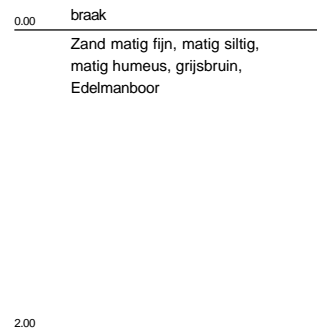 0.00 braak
Zand matig fijn, matig siltig,
matig humeus, grijsbruin,
Edelmanboor
2.00